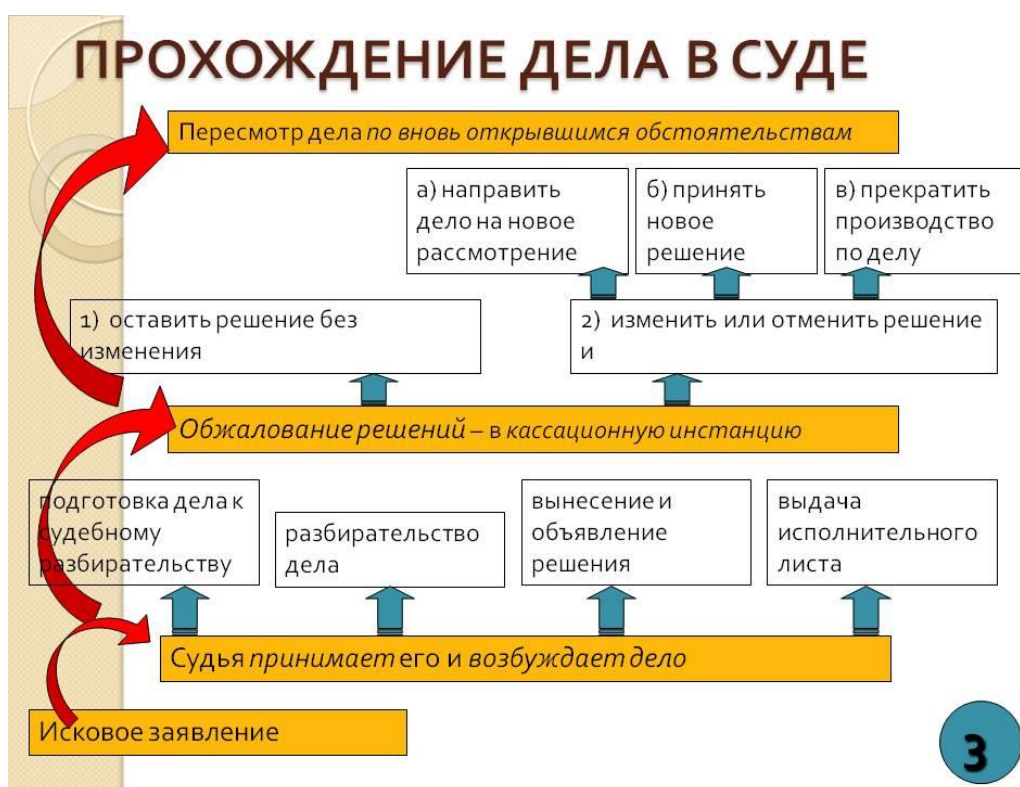 ПРОХОЖДЕНИЕ ДЕЛА В СУДЕ
Пересмотр дела по вновь открывшимся обстоятельствам
а) направить
дело на новое
рассмотрение
б) принять
новое
решение
в) прекратить
производство
по делу
1) оставить решение без
изменения
2) изменить или отменить решение
и
Обжалование решений – в кассационную инстанцию
подготовка дела к
судебному
разбирательству
разбирательство
дела
вынесение и
объявление
решения
выдача
исполнительного
листа
Судья принимает его и возбуждает дело
Исковое заявление
3